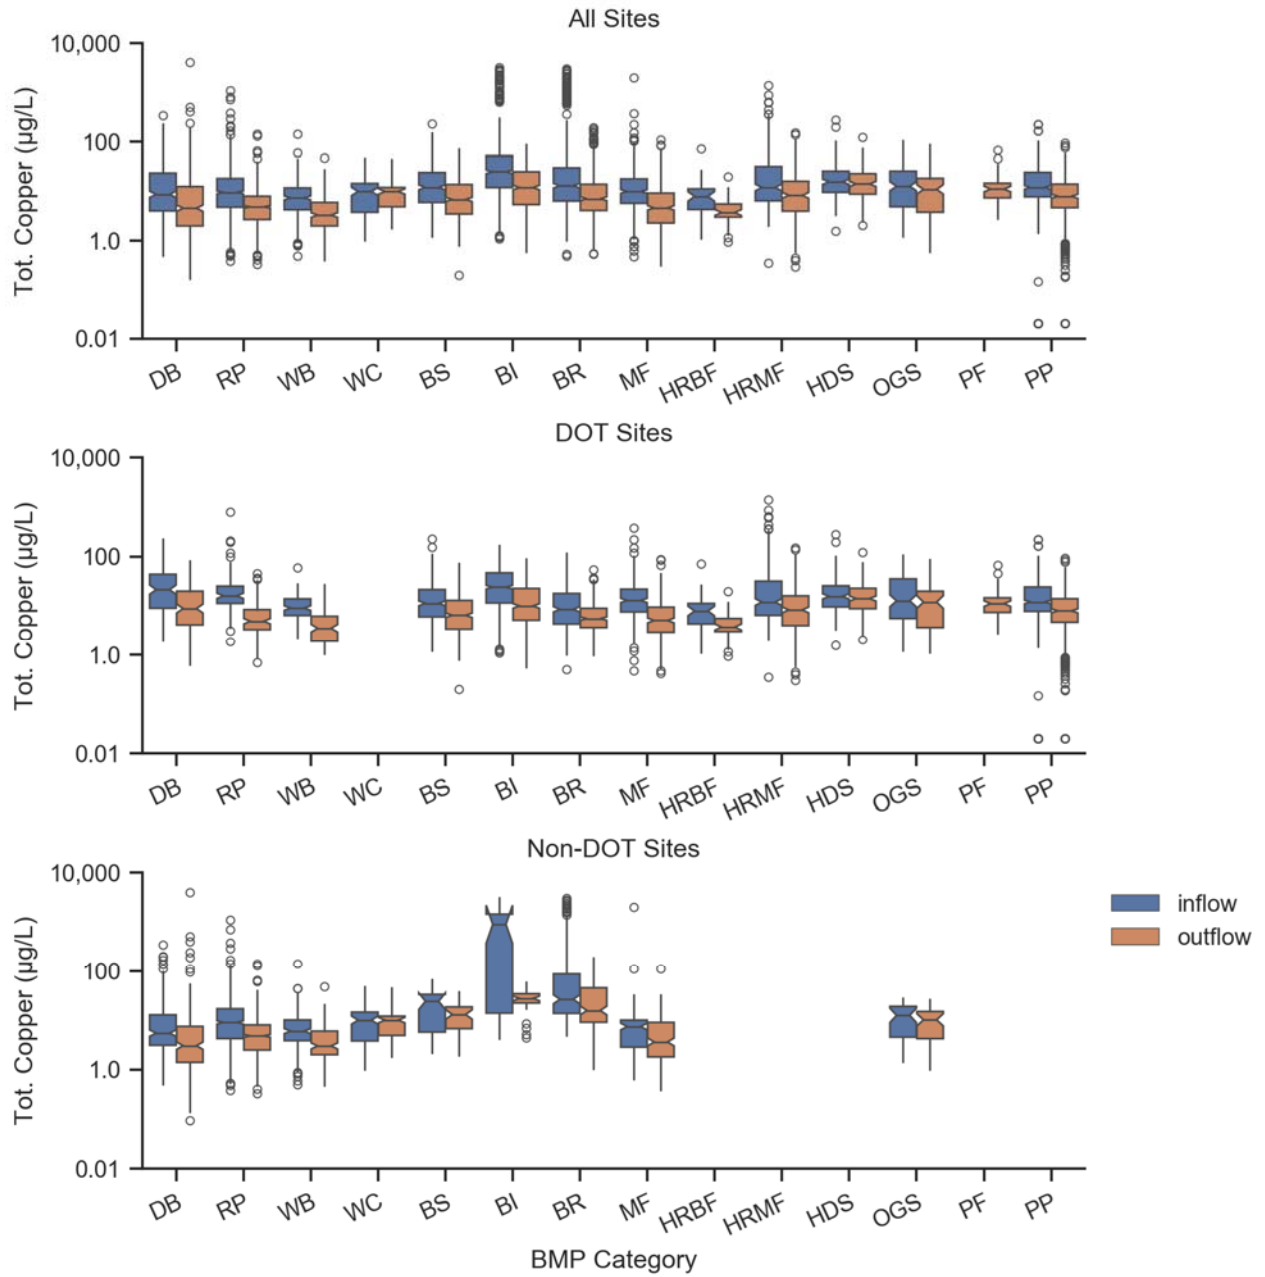 All Sites
10,000
100
1.0
0.01
Tot. Copper (µg/L)
DB RP WB WC BS BI BR MF HRBF HRMF HDS OGS PF PP
DOT Sites
10,000
100
1.0
0.01
Tot. Copper (µg/L)
DB RP WB WC BS BI BR MF HRBF HRMF HDS OGS PF PP
Non-DOT Sites
10,000
100
1.0
0.01
Tot. Copper (µg/L)
DB RP WB WC BS BI BR MF HRBF HRMF HDS OGS PF PP
BMP Category
inflow
outflow